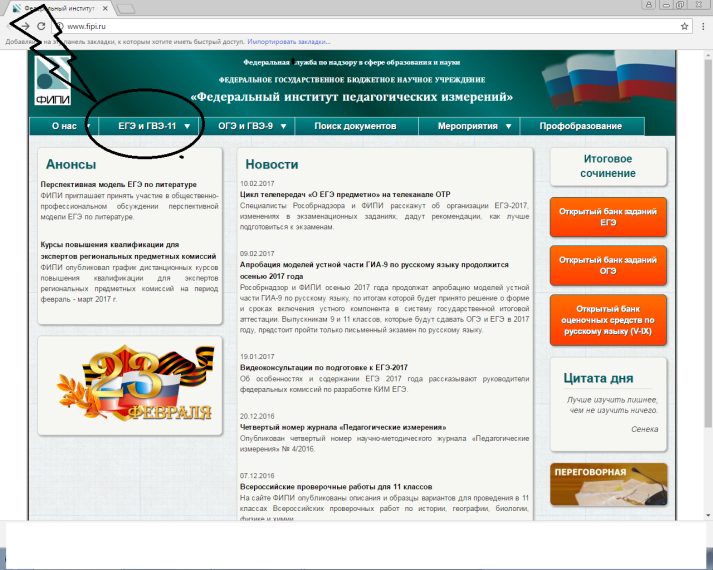 Федеральный институт
www.fipi.ru
на эту панель закладки, к которым хотите иметь быстрый доступ. Импортировать закладки...
ФИПИ
Федеральная служба по надзору в сфере образования и науки
ФЕДЕРАЛЬНОЕ ГОСУДАРСТВЕННОЕ БЮДЖЕТНОЕ НАУЧНОЕ УЧРЕЖДЕНИЕ
«Федеральный институт педагогических измерений»
О нас ЕГЭ и ГВЭ-11 ▼ ОГЭ и ГВЭ-9 ▼ Поиск документов Мероприятия ▼ Профобразование
Анонсы
Перспективная модель ЕГЭ по литературе
ФИПИ приглашает принять участие в общественно-
профессиональном обсуждении перспективной
модели ЕГЭ по литературе.
Курсы повышения квалификации для
экспертов региональных предметных комиссий
ФИПИ опубликовал график дистанционных курсов
повышения квалификации для экспертов
региональных предметных комиссий на период
февраль - март 2017 г.
23
ФЕВРАЛЯ
Новости
10.02.2017
Цикл телепередач «О ЕГЭ предметно» на телеканале ОТР
Специалисты Рособрнадзора и ФИПИ расскажут об организации ЕГЭ-2017,
изменениях в экзаменационных заданиях, дадут рекомендации, как лучше
подготовиться к экзаменам.
09.02.2017
Апробация моделей устной части ГИА-9 по русскому языку продолжится
осенью 2017 года
Рособрнадзор и ФИПИ осенью 2017 года продолжат апробацию моделей устной
части ГИА-9 по русскому языку, по итогам которой будет принято решение о форме
и сроках включения устного компонента в систему государственной итоговой
аттестации. Выпускникам 9 и 11 классов, которые будут сдавать ОГЭ и ЕГЭ в 2017
году, предстоит пройти только письменный экзамен по русскому языку.
19.01.2017
Видеоконсультации по подготовке к ЕГЭ-2017
Об особенностях и содержании ЕГЭ 2017 года рассказывают руководители
федеральных комиссий по разработке КИМ ЕГЭ.
20.12.2016
Четвертый номер журнала «Педагогические измерения»
Опубликован четвертый номер научно-методического журнала «Педагогические
измерения» № 4/2016.
07.12.2016
Всероссийские проверочные работы для 11 классов
На сайте ФИПИ опубликованы описания и образцы вариантов для проведения в 11
классах Всероссийских проверочных работ по истории, географии, биологии,
физике и химии.
Итоговое
сочинение
Открытый банк заданий
ЕГЭ
Открытый банк заданий
ОГЭ
Открытый банк
оценочных средств по
русскому языку (V-IX)
Цитата дня
Лучше изучить лишнее,
чем не изучить ничего.
Сенека
ПЕРЕГОВОРНАЯ